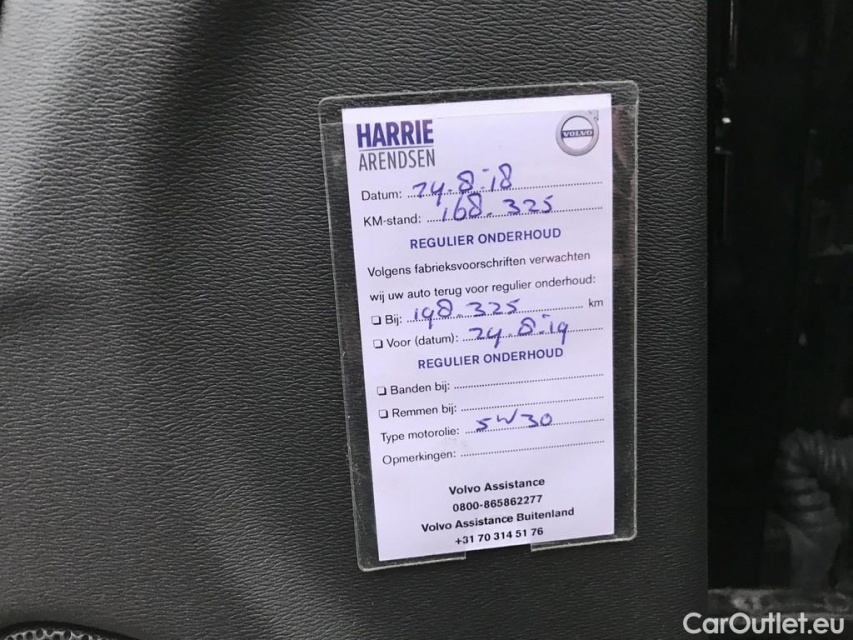 HARRIE
ARENDSEN
VOLVO
Datum: 24-8-18
KM-stand: 168.325
REGULIER ONDERHOUD
Volgens fabrieksvoorschriften verwachten
wij uw auto terug voor regulier onderhoud:
❏ Bij: 198.325 km
❏ Voor (datum): 24.8-19
REGULIER ONDERHOUD
❏ Banden bij:
❏ Remmen bij:
Type motorolie: 5W30
Opmerkingen:
Volvo Assistance
0800-865862277
Volvo Assistance Buitenland
+31 70 314 51 76
CarOutlet.eu